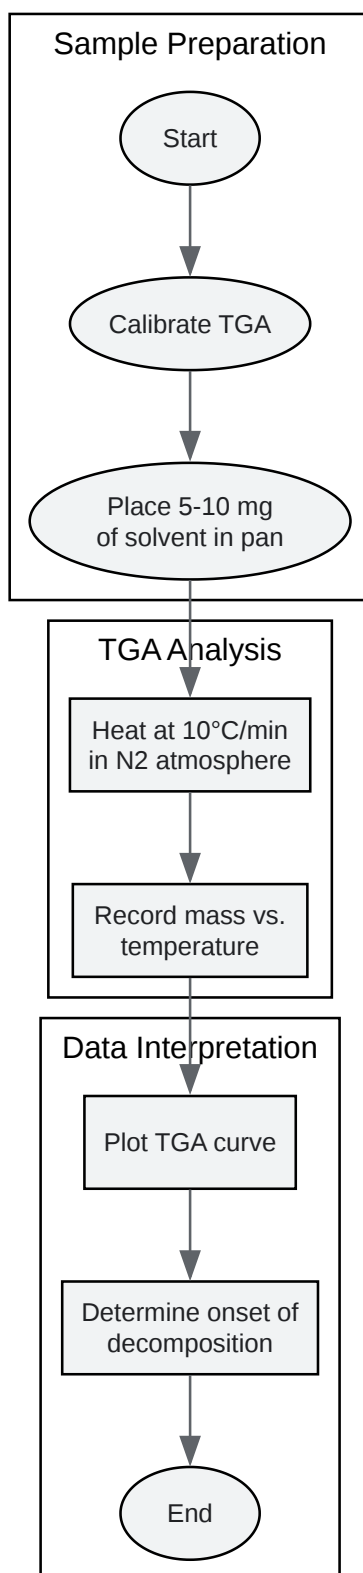 Sample Preparation
Start
Calibrate TGA
Place 5-10 mg
of solvent in pan
TGA Analysis
Heat at 10°C/min
in N2 atmosphere
Record mass vs.
temperature
Data Interpretation
Plot TGA curve
Determine onset of
decomposition
End